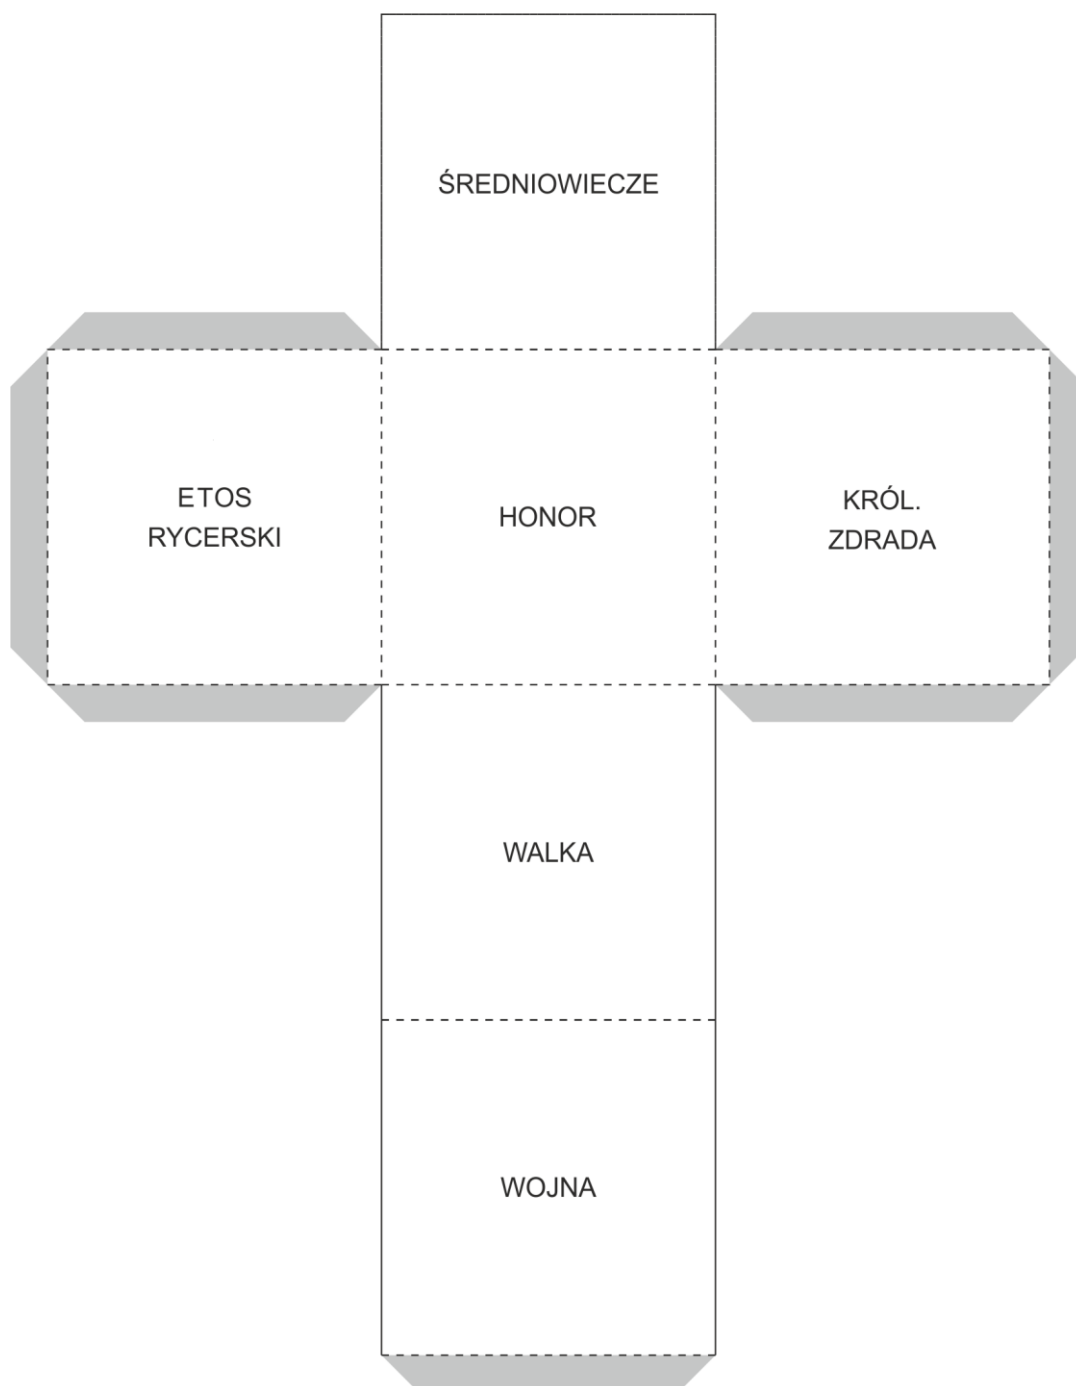 ŚREDNIOWIECZE
ETOS
RYCERSKI
HONOR
KRÓL.
ZDRADA
WALKA
WOJNA